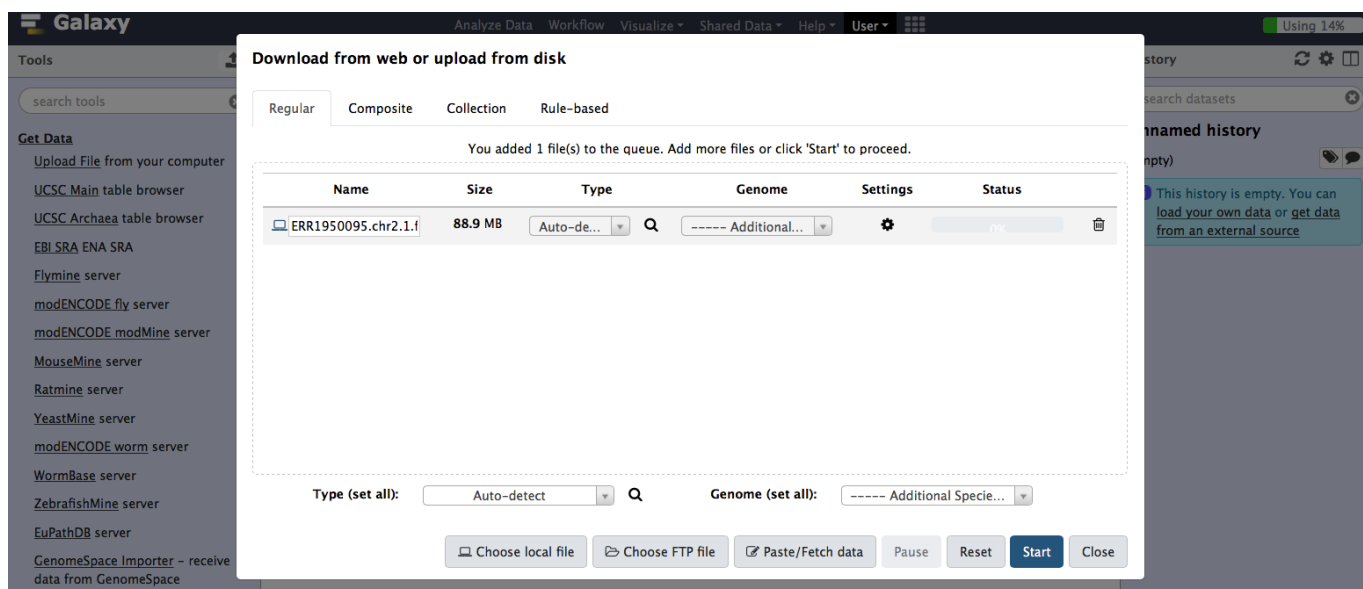 Galaxy
Analyze Data Workflow Visualize Shared Data Help User
Using 14%
Tools
search tools
Get Data
Upload File from your computer
UCSC Main table browser
UCSC Archaea table browser
EBI SRA ENA SRA
Flymine server
modENCODE fly server
modENCODE modMine server
MouseMine server
Ratmine server
YeastMine server
modENCODE worm server
WormBase server
ZebrafishMine server
EuPathDB server
GenomeSpace Importer – receive
data from GenomeSpace
Download from web or upload from disk
Regular Composite Collection Rule-based
You added 1 file(s) to the queue. Add more files or click 'Start' to proceed.
Name Size Type Genome Settings Status
ERR1950095.chr2.1.f 88.9 MB Auto-de... ----- Additional... 0%
Type (set all): Auto-detect Genome (set all): ----- Additional Specie...
Choose local file Choose FTP file Paste/Fetch data Pause Reset Start Close
story
search datasets
nnamed history
mpty)
This history is empty. You can
load your own data or get data
from an external source